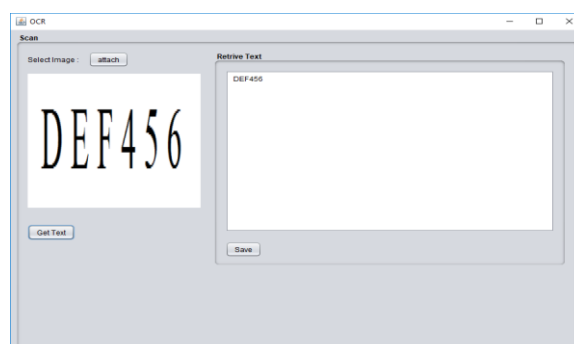 OCR
Scan
Select Image : attach
DEF456
Get Text
Retrive Text
DEF456
Save